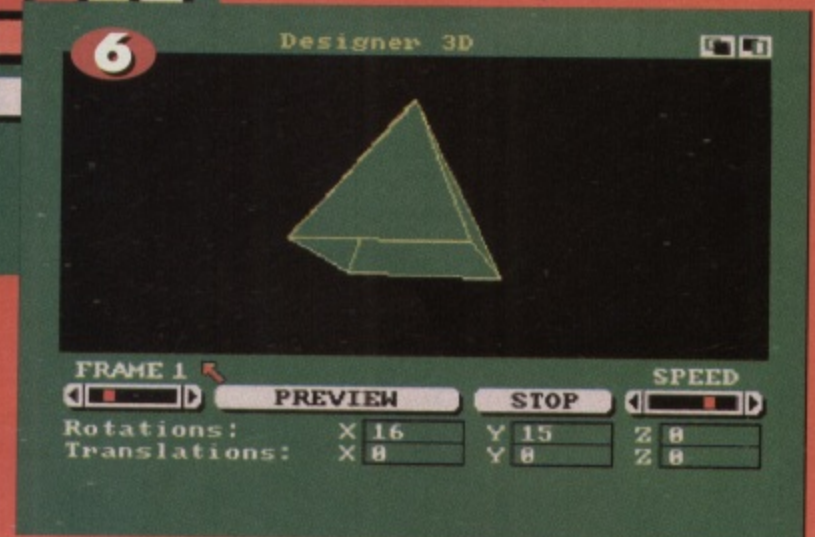 6
Designer 3D
FRAME 1
SPEED
PREVIEW
STOP
Rotations: X 16 Y 15 Z 0
Translations: X 0 Y 0 Z 0